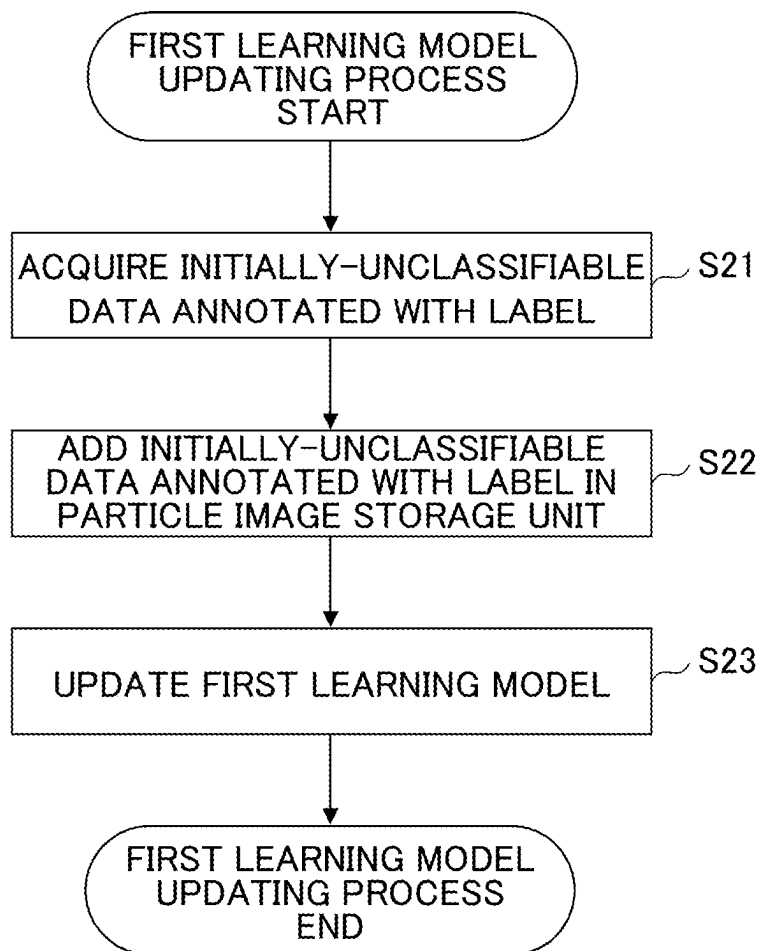 FIRST LEARNING MODEL
UPDATING PROCESS
START
ACQUIRE INITIALLY-UNCLASSIFIABLE
DATA ANNOTATED WITH LABEL
S21
ADD INITIALLY-UNCLASSIFIABLE
DATA ANNOTATED WITH LABEL IN
PARTICLE IMAGE STORAGE UNIT
S22
UPDATE FIRST LEARNING MODEL
S23
FIRST LEARNING MODEL
UPDATING PROCESS
END